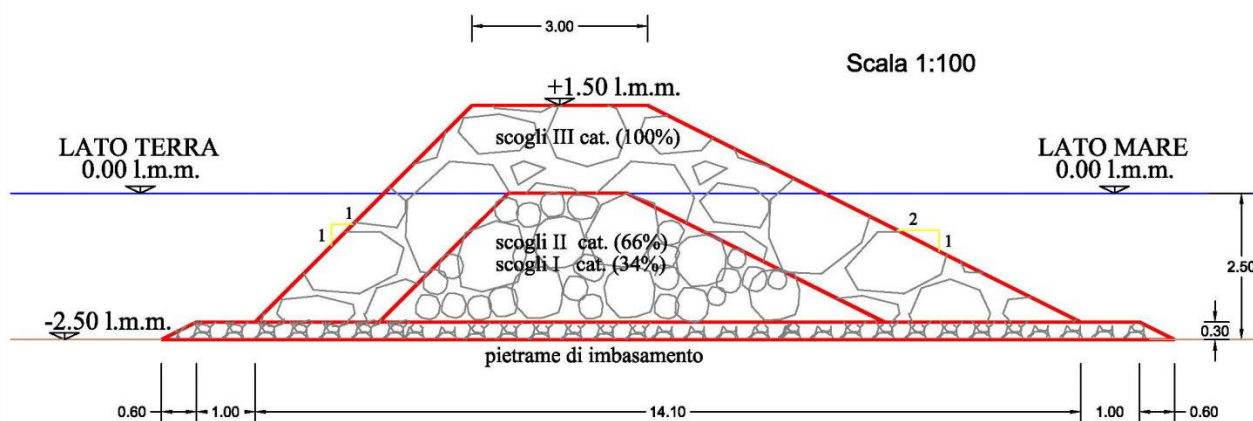 3.00
Scala 1:100
+1.50 l.m.m.
scogli III cat. (100%)
LATO TERRA
0.00 l.m.m.
LATO MARE
0.00 l.m.m.
1
1
2
1
scogli II cat. (66%)
scogli I cat. (34%)
2.50
-2.50 l.m.m.
0.30
pietrame di imbasamento
0.60
1.00
14.10
1.00
0.60